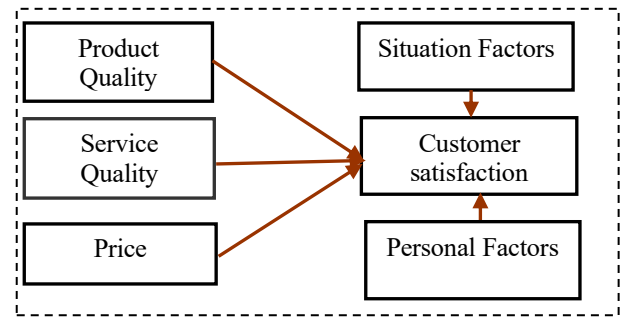 Product
Quality
Situation Factors
Service
Quality
Customer
satisfaction
Price
Personal Factors